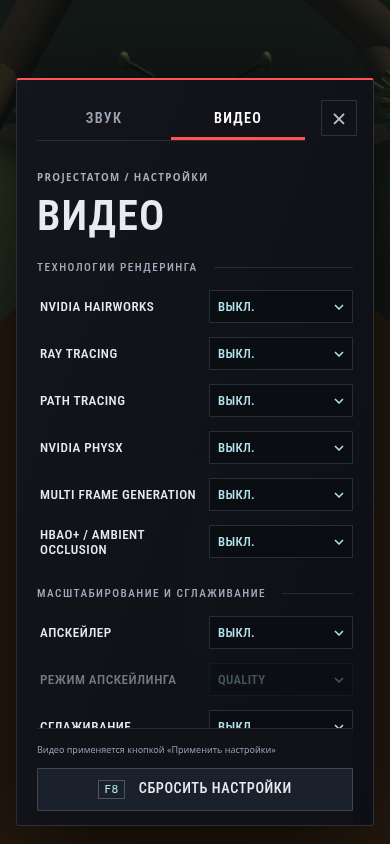 ЗВУК
ВИДЕО
PROJECTATOM / НАСТРОЙКИ
ВИДЕО
ТЕХНОЛОГИИ РЕНДЕРИНГА
NVIDIA HAIRWORKS ВЫКЛ.
RAY TRACING ВЫКЛ.
PATH TRACING ВЫКЛ.
NVIDIA PHYSX ВЫКЛ.
MULTI FRAME GENERATION ВЫКЛ.
HBAO+ / AMBIENT
OCCLUSION ВЫКЛ.
МАСШТАБИРОВАНИЕ И СГЛАЖИВАНИЕ
АПСКЕЙЛЕР ВЫКЛ.
РЕЖИМ АПСКЕЙЛИНГА QUALITY
СГЛАЖИВАНИЕ ВЫКЛ.
Видео применяется кнопкой «Применить настройки»
F8 СБРОСИТЬ НАСТРОЙКИ